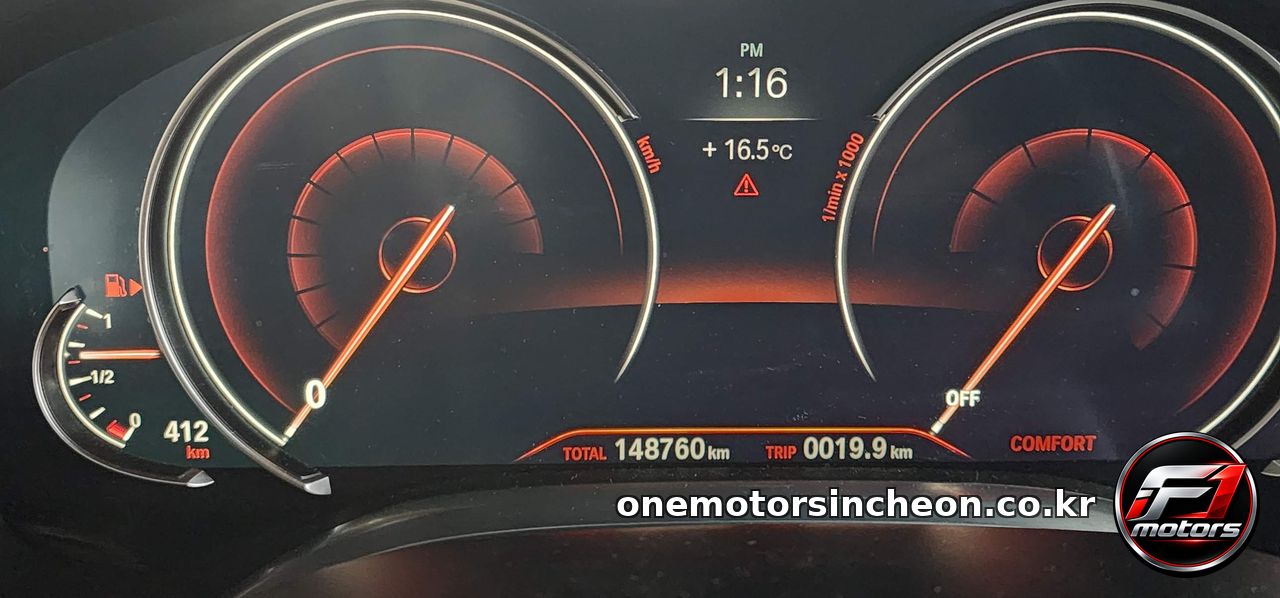 PM
1:16
+ 16.5°C
km/h
1/min x 1000
1
1/2
0
412
km
0
OFF
TOTAL 148760 km TRIP 0019.9 km
COMFORT
onemotorsincheon.co.kr
F1
motors